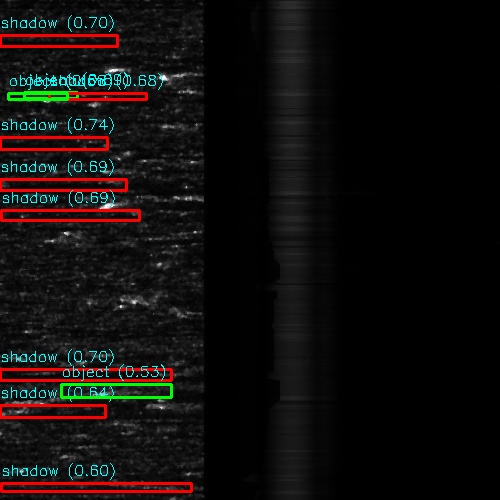 shadow (0.70)
shadow (0.74)
shadow (0.69)
shadow (0.69)
shadow (0.70)
object (0.53)
shadow (0.64)
shadow (0.60)